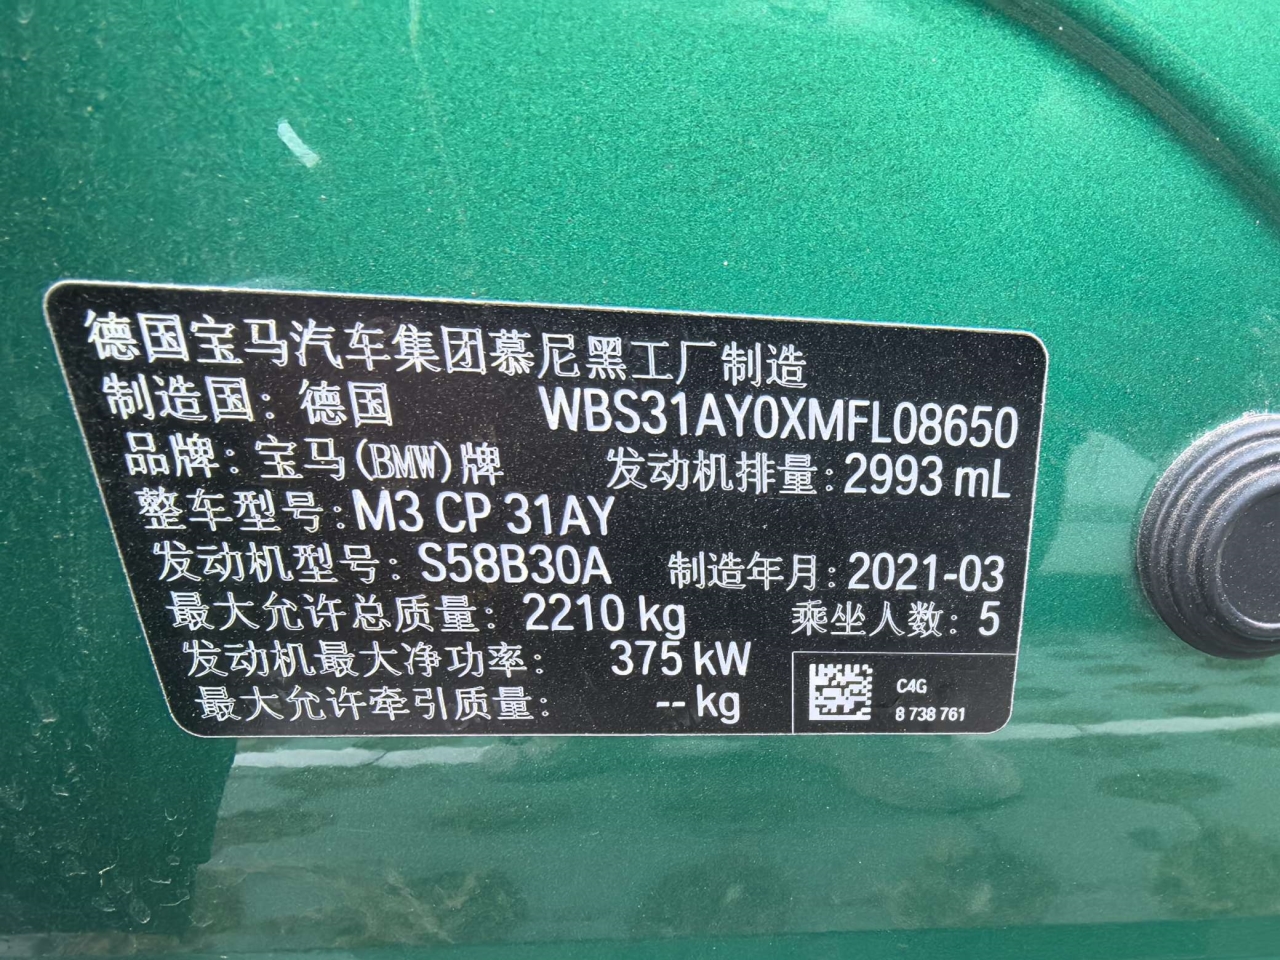 德国宝马汽车集团慕尼黑工厂制造
制造国：德国 WBS31AY0XMFL08650
品牌：宝马(BMW)牌 发动机排量：2993 mL
整车型号：M3 CP 31AY
发动机型号：S58B30A 制造年月：2021-03
最大允许总质量：2210 kg 乘坐人数：5
发动机最大净功率：375 kW
最大允许牵引质量：-- kg
C4G
8 738 761